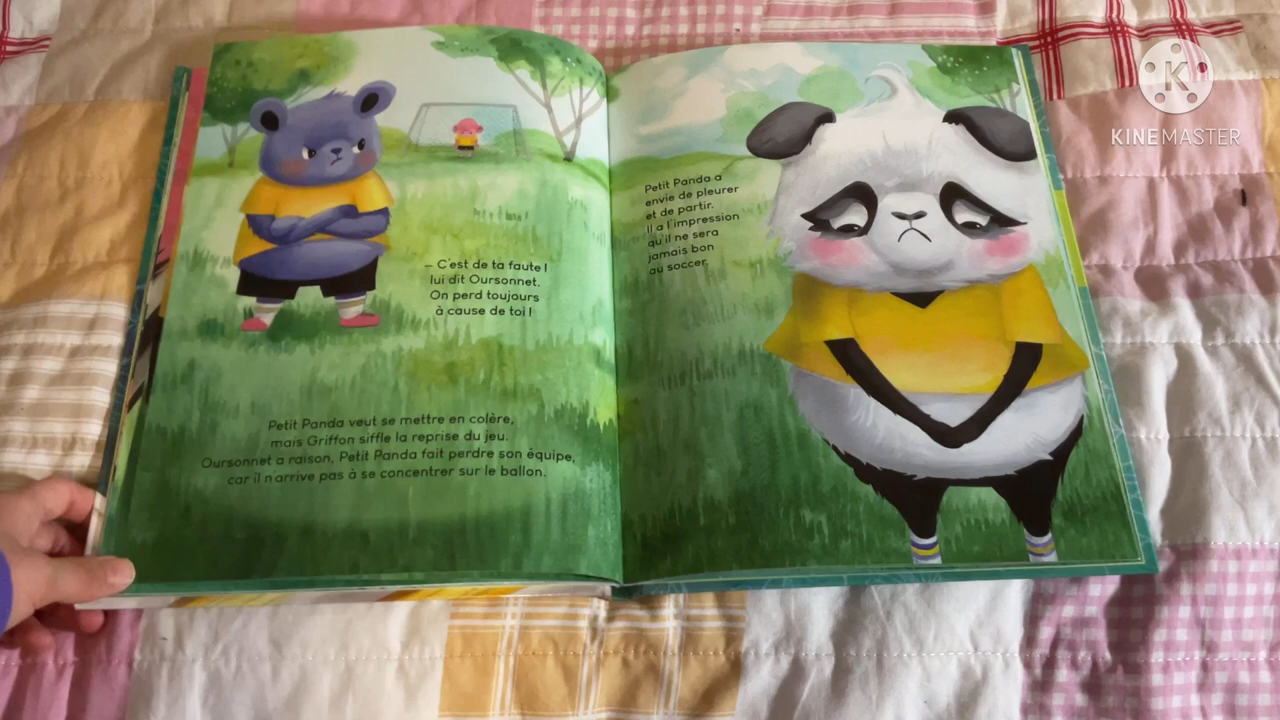 – C'est de ta faute !
lui dit Oursonnet.
On perd toujours
à cause de toi !
Petit Panda veut se mettre en colère,
mais Griffon siffle la reprise du jeu.
Oursonnet a raison, Petit Panda fait perdre son équipe,
car il n'arrive pas à se concentrer sur le ballon.
Petit Panda a
envie de pleurer
et de partir.
Il a l'impression
qu'il ne sera
jamais bon
au soccer.
K
KINEMASTER